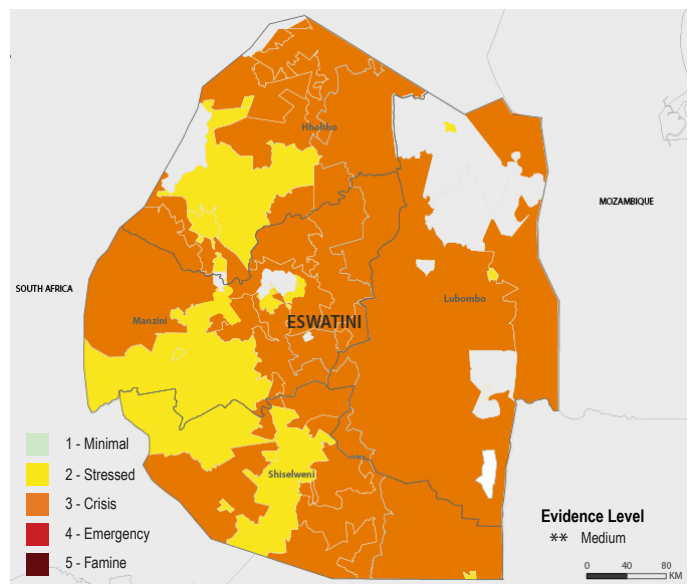 Hhohho
MOZAMBIQUE
SOUTH AFRICA
Lubombo
Manzini
ESWATINI
1 - Minimal
2 - Stressed
3 - Crisis
4 - Emergency
5 - Famine
Shiselweni
Evidence Level
** Medium
0 40 80
KM